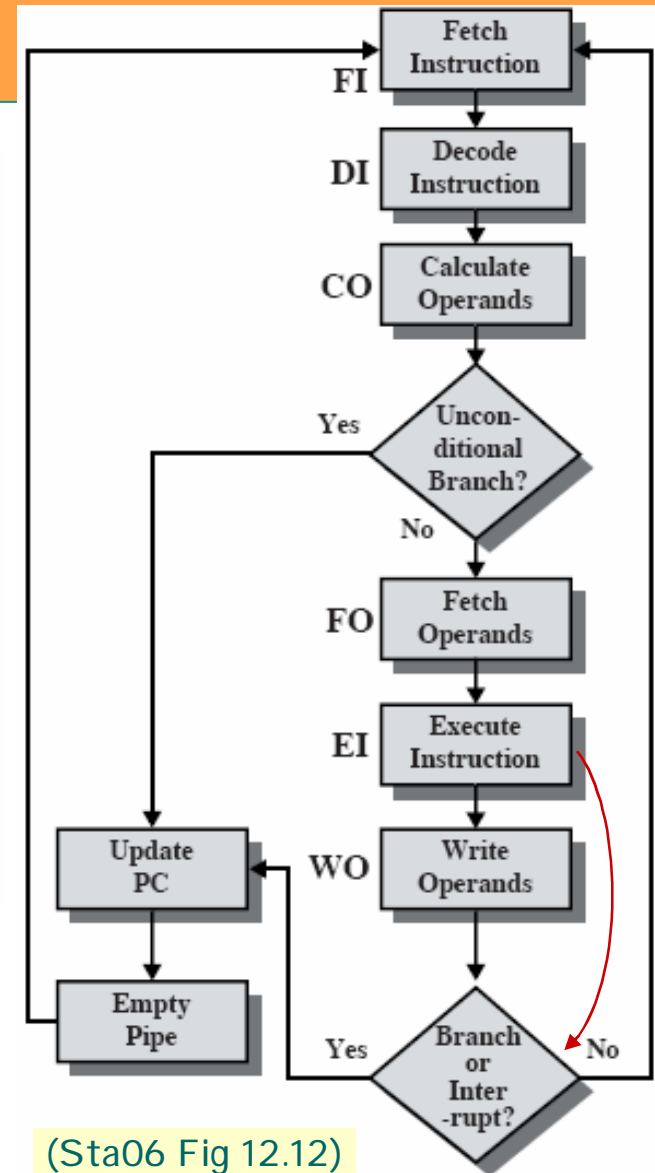 Fetch
Instruction
FI
Decode
Instruction
DI
Calculate
Operands
CO
Uncon-
ditional
Branch?
Yes
No
Fetch
Operands
FO
Execute
Instruction
EI
Write
Operands
WO
Update
PC
Empty
Pipe
Branch
or
Inter
-rupt?
Yes
No
(Sta06 Fig 12.12)